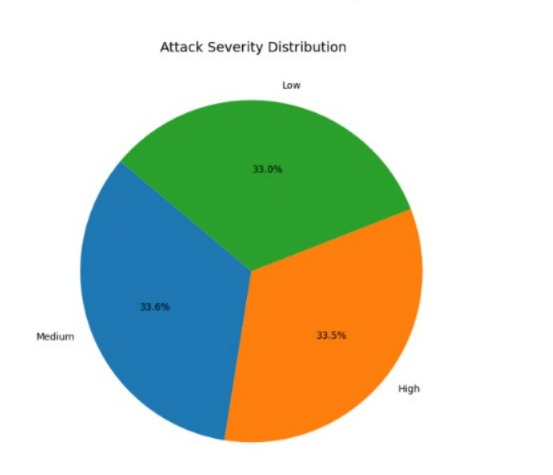 Attack Severity Distribution
Low
33.0%
33.6%
33.5%
Medium
High